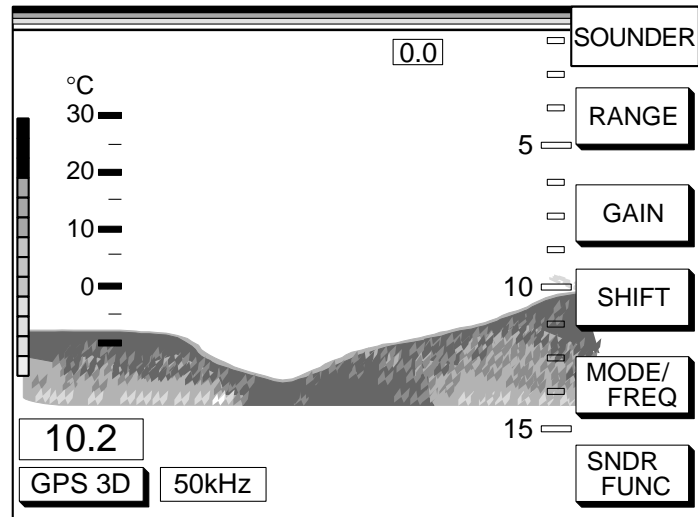 SOUNDER
0.0
°C
30
20
10
0
5
10
15
RANGE
GAIN
SHIFT
MODE/
FREQ
SNDR
FUNC
10.2
GPS 3D
50kHz